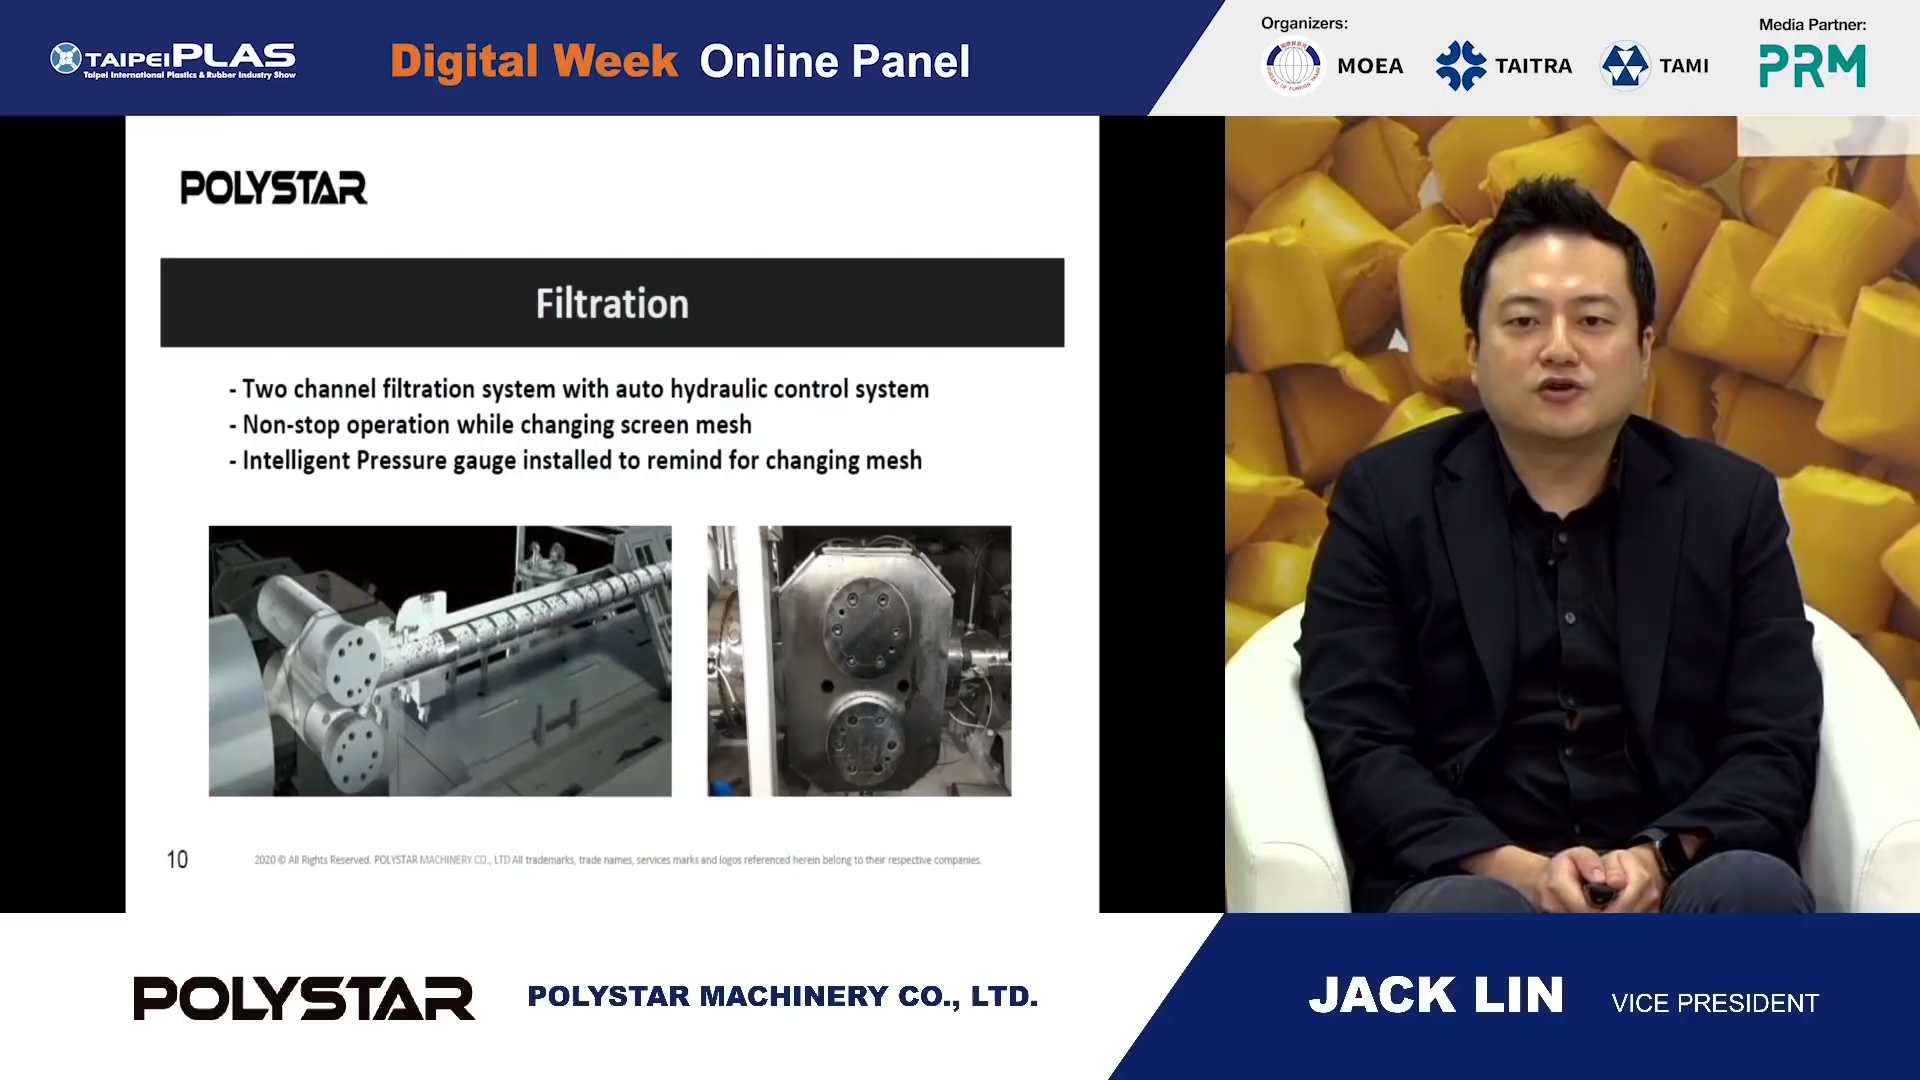 TAIPEIPLAS
Taipei International Plastics & Rubber Industry Show
Digital Week Online Panel
Organizers:
MOEA
TAITRA
TAMI
Media Partner:
PRM
POLYSTAR
Filtration
- Two channel filtration system with auto hydraulic control system
- Non-stop operation while changing screen mesh
- Intelligent Pressure gauge installed to remind for changing mesh
10
2020 © All Rights Reserved. POLYSTAR MACHINERY CO., LTD All trademarks, trade names, services marks and logos referenced herein belong to their respective companies.
POLYSTAR
POLYSTAR MACHINERY CO., LTD.
JACK LIN
VICE PRESIDENT